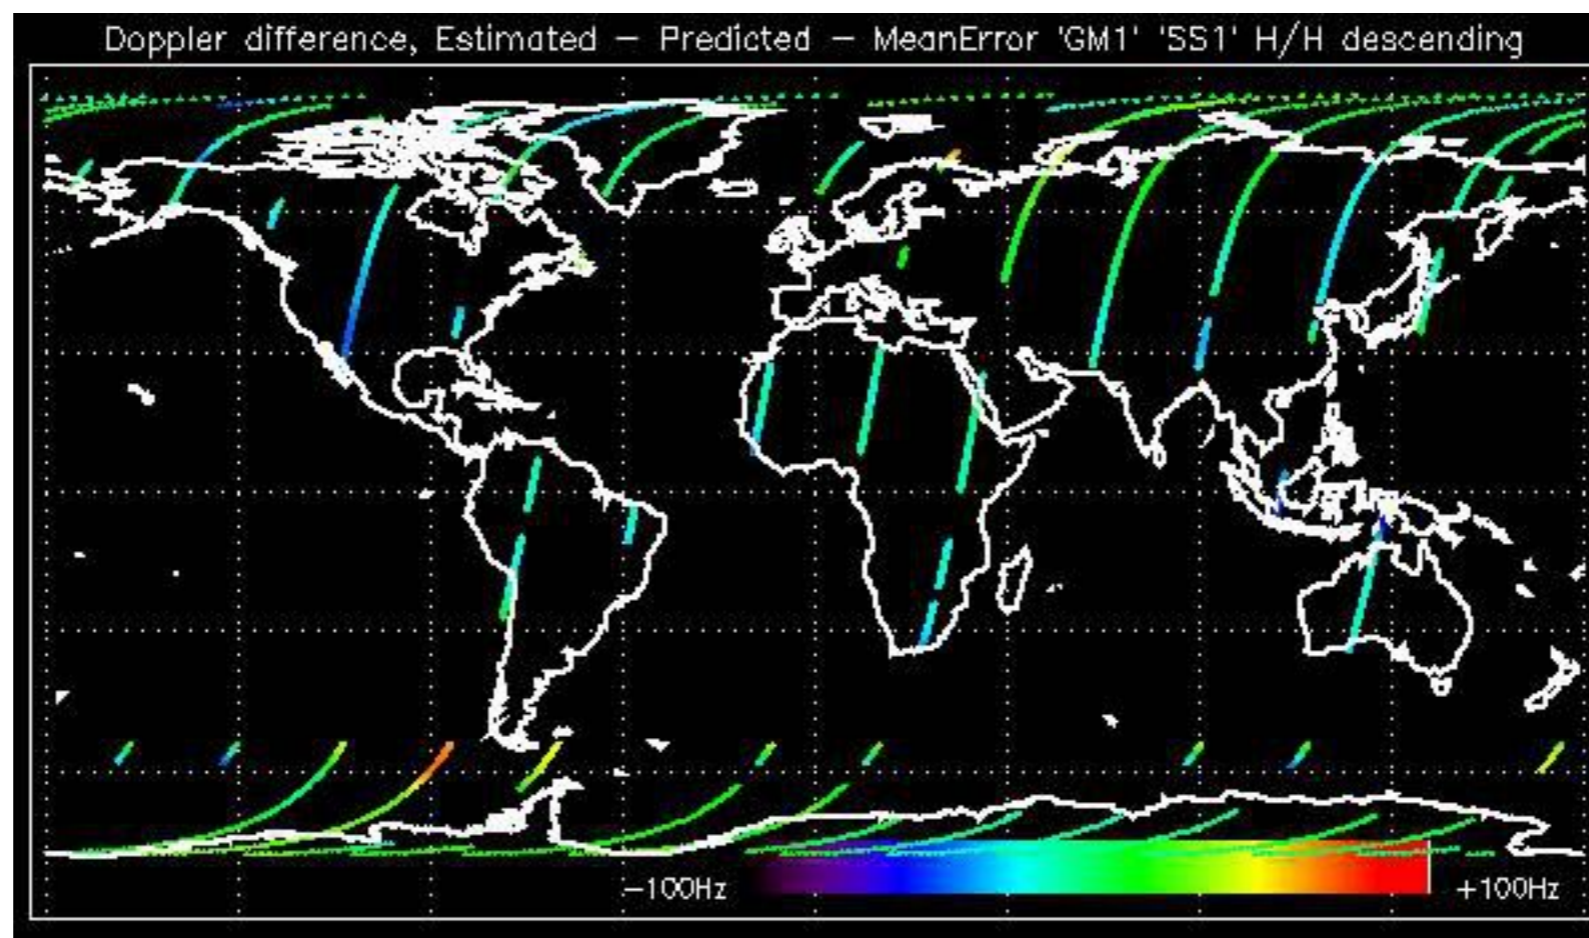 Doppler difference, Estimated – Predicted – MeanError 'GM1' 'SS1' H/H descending
-100Hz +100Hz